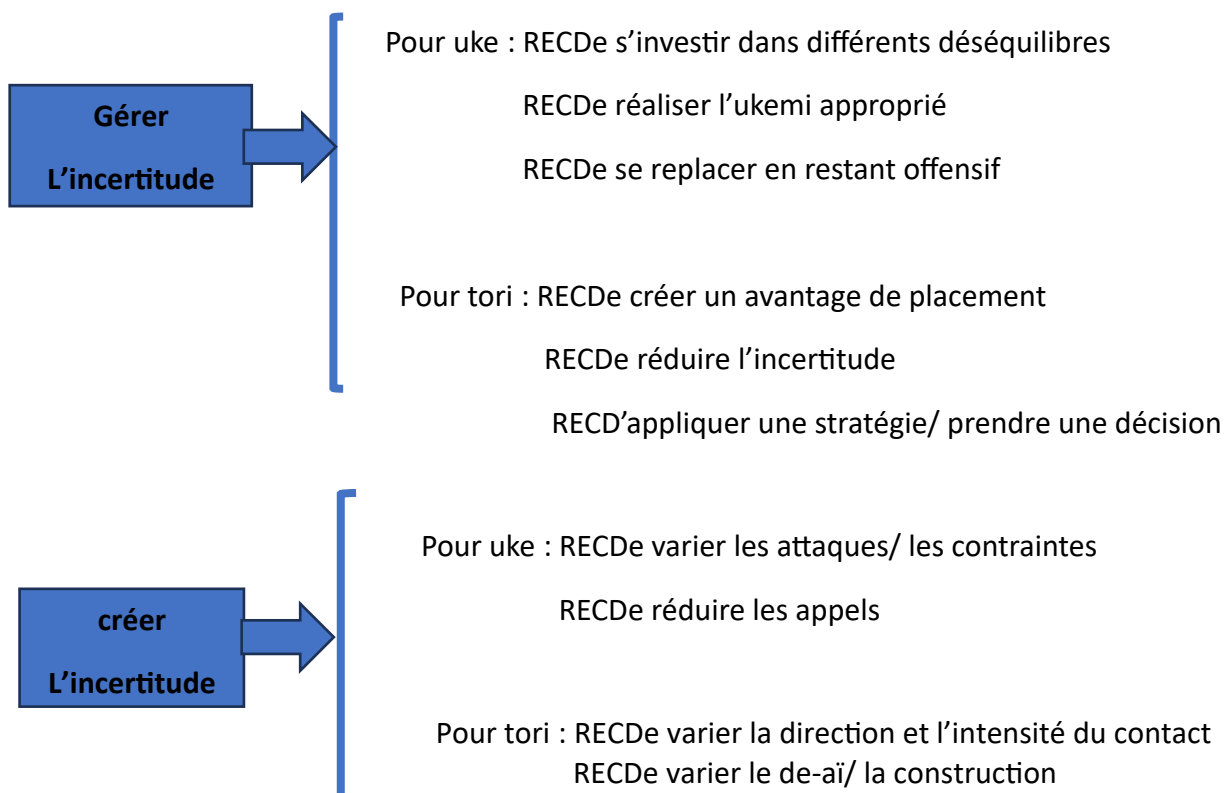 Pour uke : RECDe s’investir dans différents déséquilibres
Gérer
L’incertitude
RECDe réaliser l’ukemi approprié
RECDe se replacer en restant offensif
Pour tori : RECDe créer un avantage de placement
RECDe réduire l’incertitude
RECD’appliquer une stratégie/ prendre une décision
créer
L’incertitude
Pour uke : RECDe varier les attaques/ les contraintes
RECDe réduire les appels
Pour tori : RECDe varier la direction et l’intensité du contact
RECDe varier le de-aï/ la construction